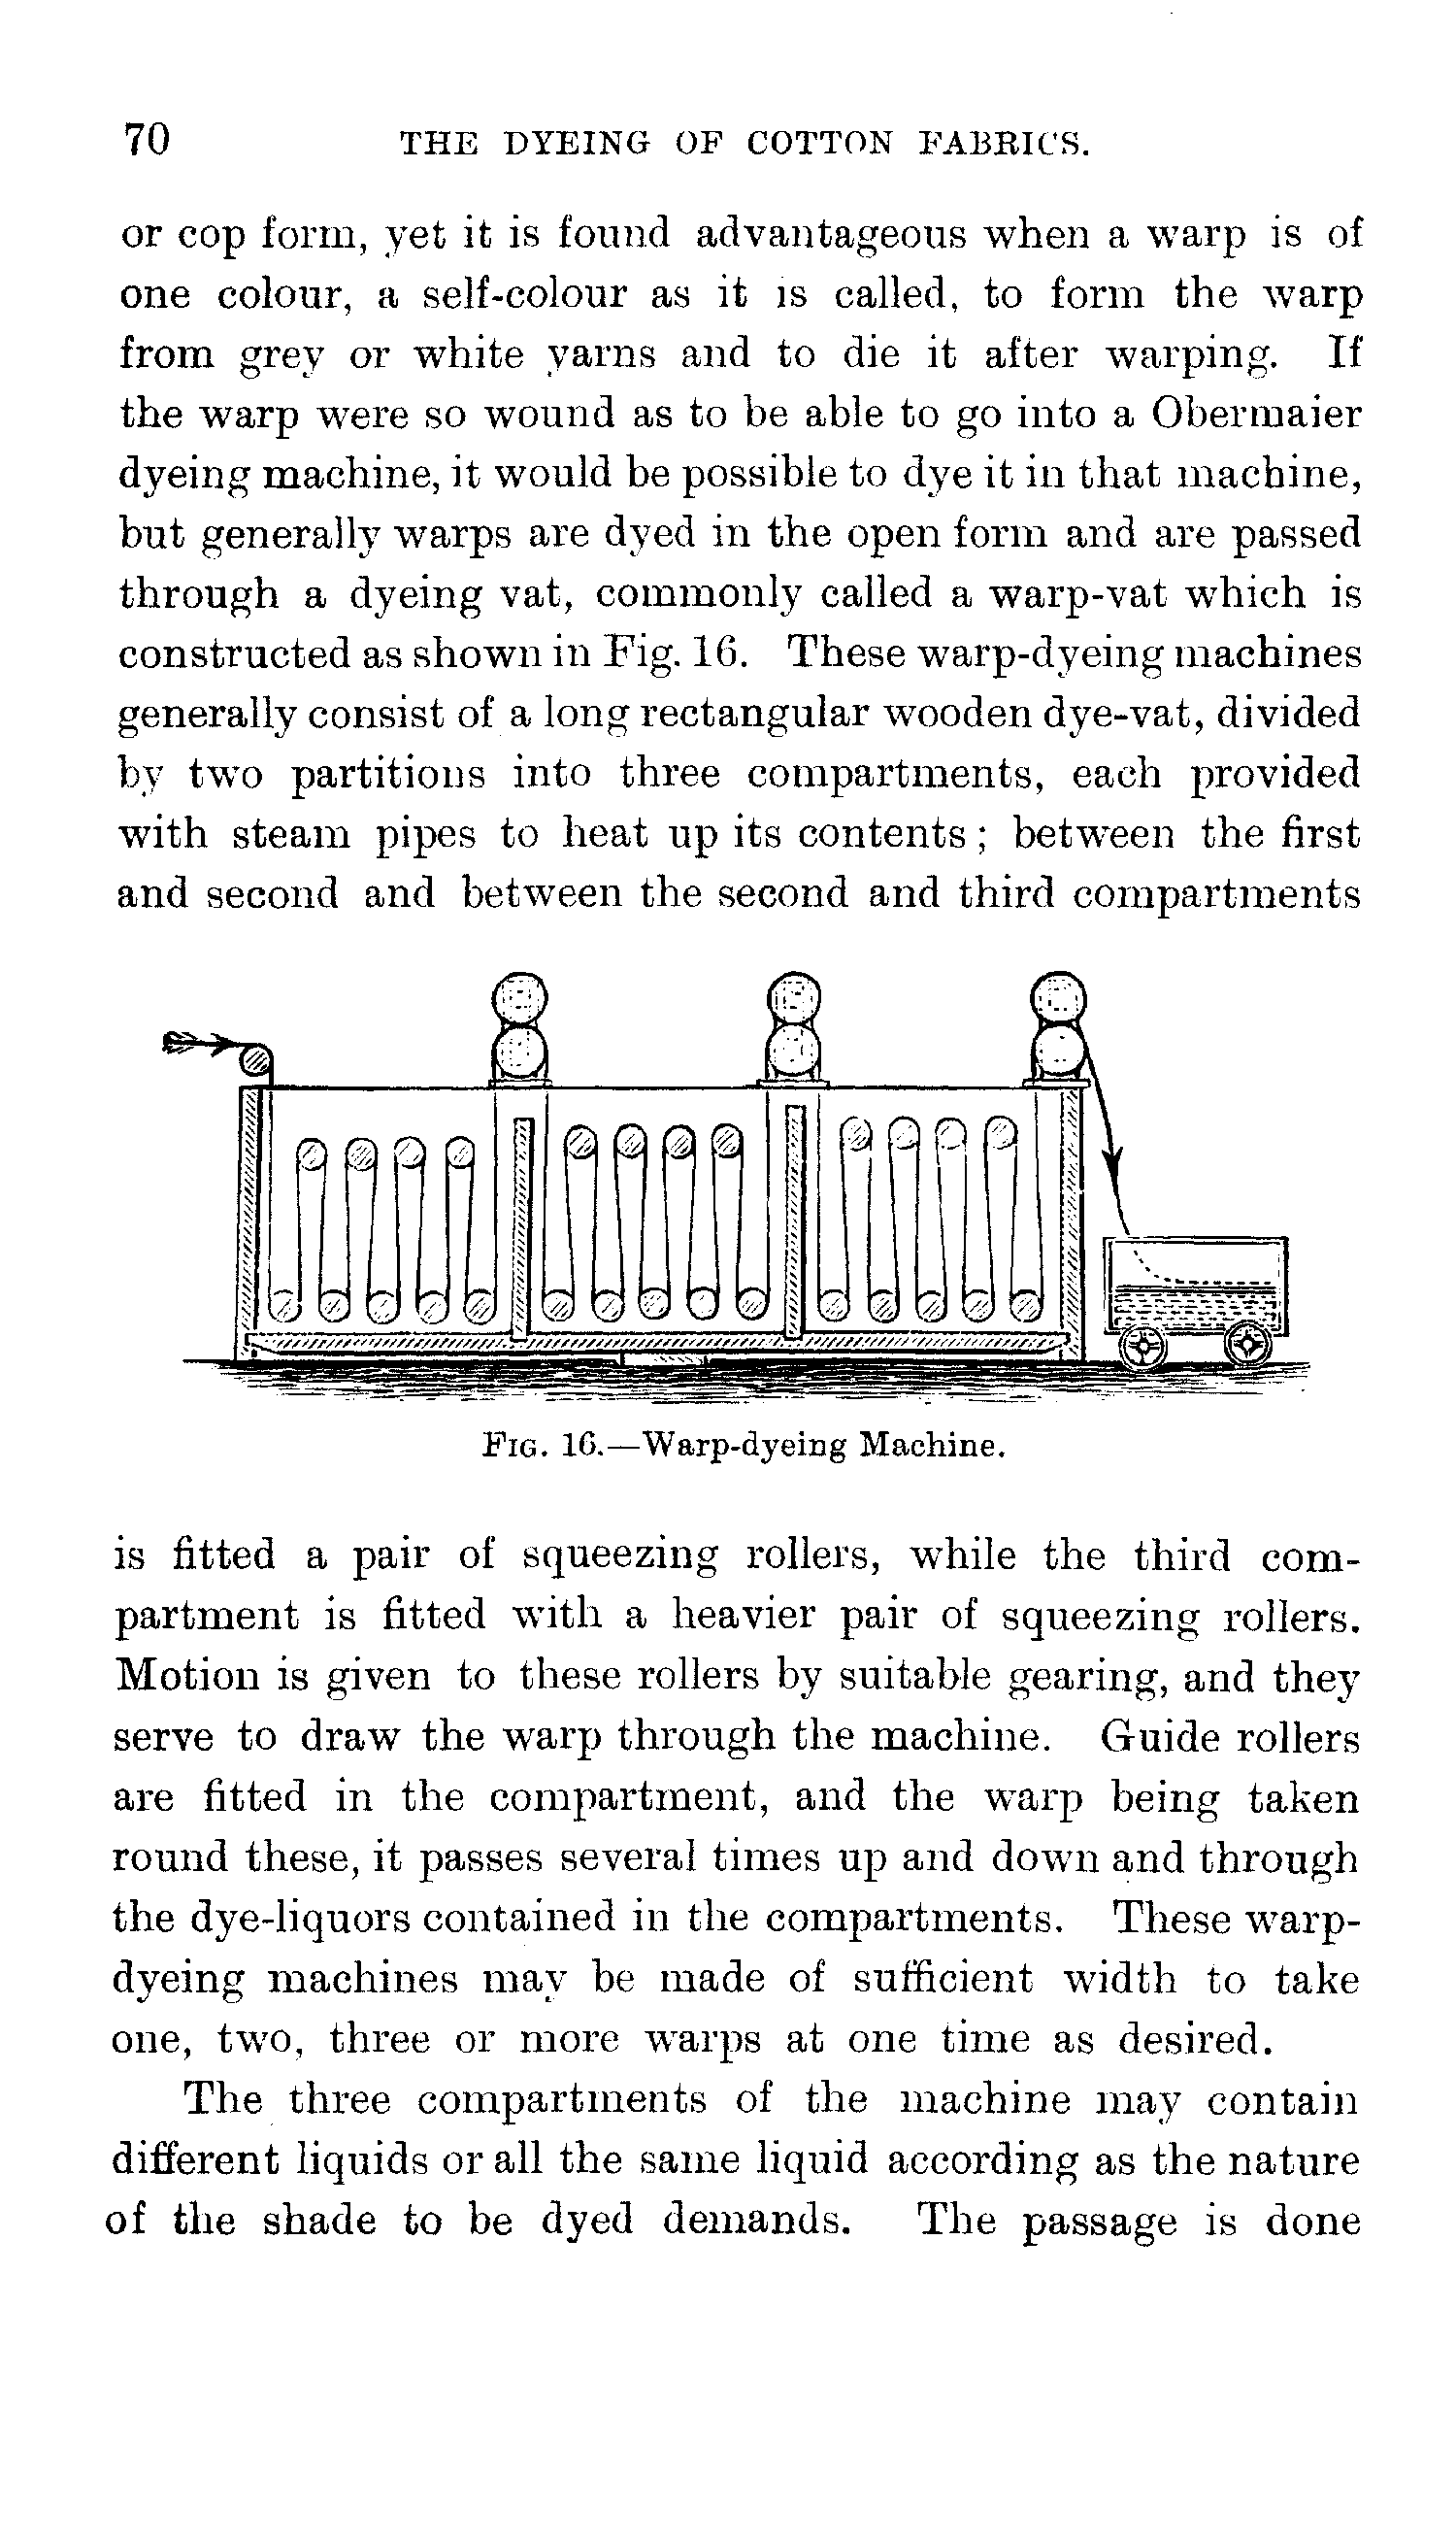 70 THE DYEING OF COTTON FABRICS.
or cop form, yet it is found advantageous when a warp is of
one colour, a self-colour as it is called, to form the warp
from grey or white yarns and to die it after warping. If
the warp were so wound as to be able to go into a Obermaier
dyeing machine, it would be possible to dye it in that machine,
but generally warps are dyed in the open form and are passed
through a dyeing vat, commonly called a warp-vat which is
constructed as shown in Fig. 16. These warp-dyeing machines
generally consist of a long rectangular wooden dye-vat, divided
by two partitions into three compartments, each provided
with steam pipes to heat up its contents; between the first
and second and between the second and third compartments
FIG. 16.—Warp-dyeing Machine.
is fitted a pair of squeezing rollers, while the third com-
partment is fitted with a heavier pair of squeezing rollers.
Motion is given to these rollers by suitable gearing, and they
serve to draw the warp through the machine. Guide rollers
are fitted in the compartment, and the warp being taken
round these, it passes several times up and down and through
the dye-liquors contained in the compartments. These warp-
dyeing machines may be made of sufficient width to take
one, two, three or more warps at one time as desired.
The three compartments of the machine may contain
different liquids or all the same liquid according as the nature
of the shade to be dyed demands. The passage is done